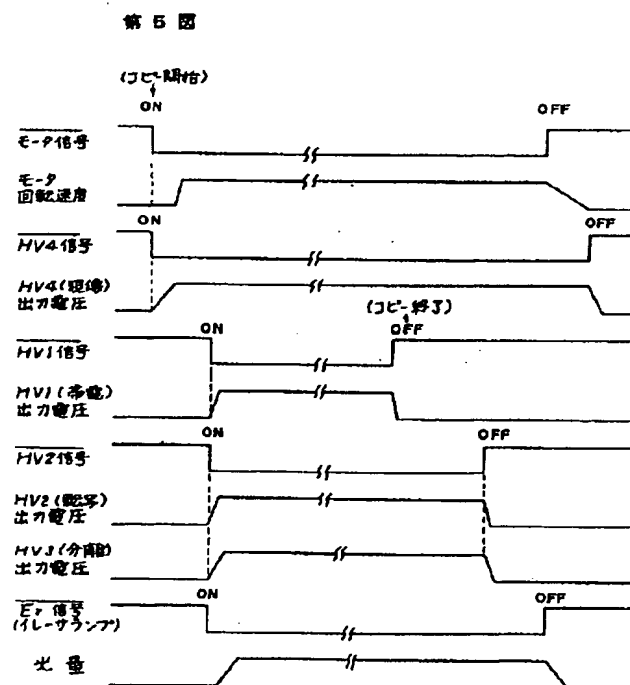 第5図
(コピー開始)
ON
OFF
モータ信号
モータ
回転速度
ON
OFF
HV4信号
HV4(現像)
出力電圧
(コピー終了)
ON
OFF
HV1信号
HV1(帯電)
出力電圧
ON
OFF
HV2信号
HV2(転写)
出力電圧
HV3(分離)
出力電圧
ON
OFF
Er信号
(イレーサランプ)
光量